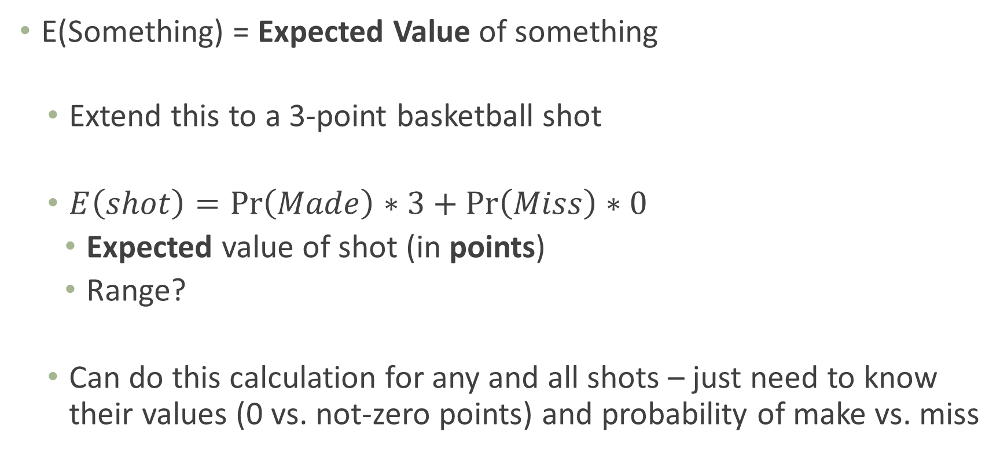 • E(Something) = Expected Value of something
• Extend this to a 3-point basketball shot
• E(shot) = Pr(Made) ∗ 3 + Pr(Miss) ∗ 0
• Expected value of shot (in points)
• Range?
• Can do this calculation for any and all shots – just need to know
their values (0 vs. not-zero points) and probability of make vs. miss